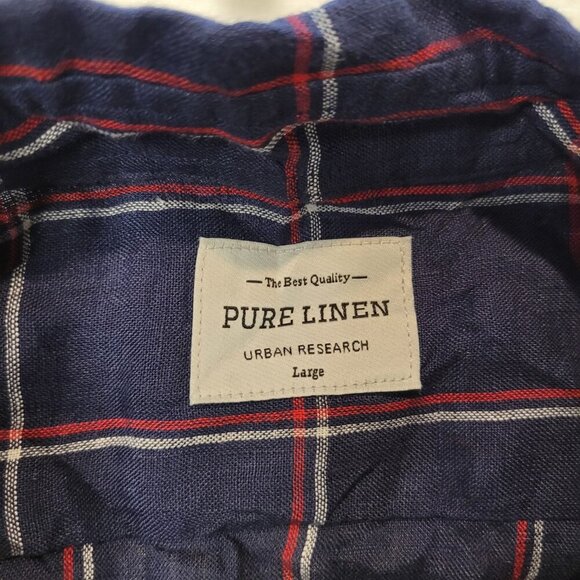 — The Best Quality —
PURE LINEN
URBAN RESEARCH
Large